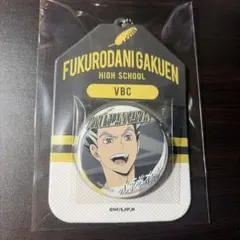 FUKURODANI GAKUEN
HIGH SCHOOL
VBC